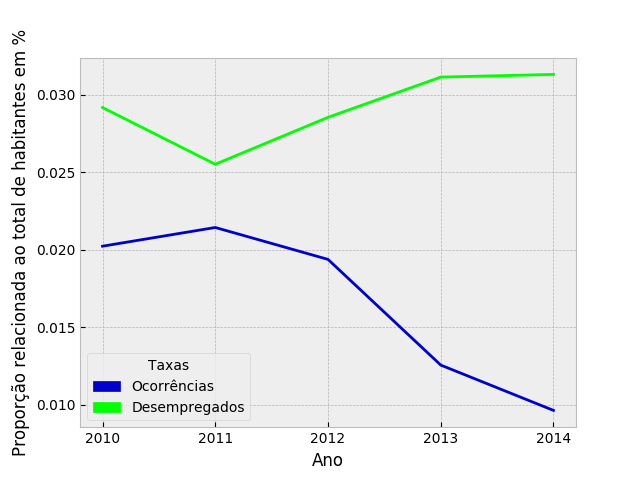 Proporção relacionada ao total de habitantes em %
0.030
0.025
0.020
0.015
0.010
Taxas
Ocorrências
Desempregados
2010 2011 2012 2013 2014
Ano